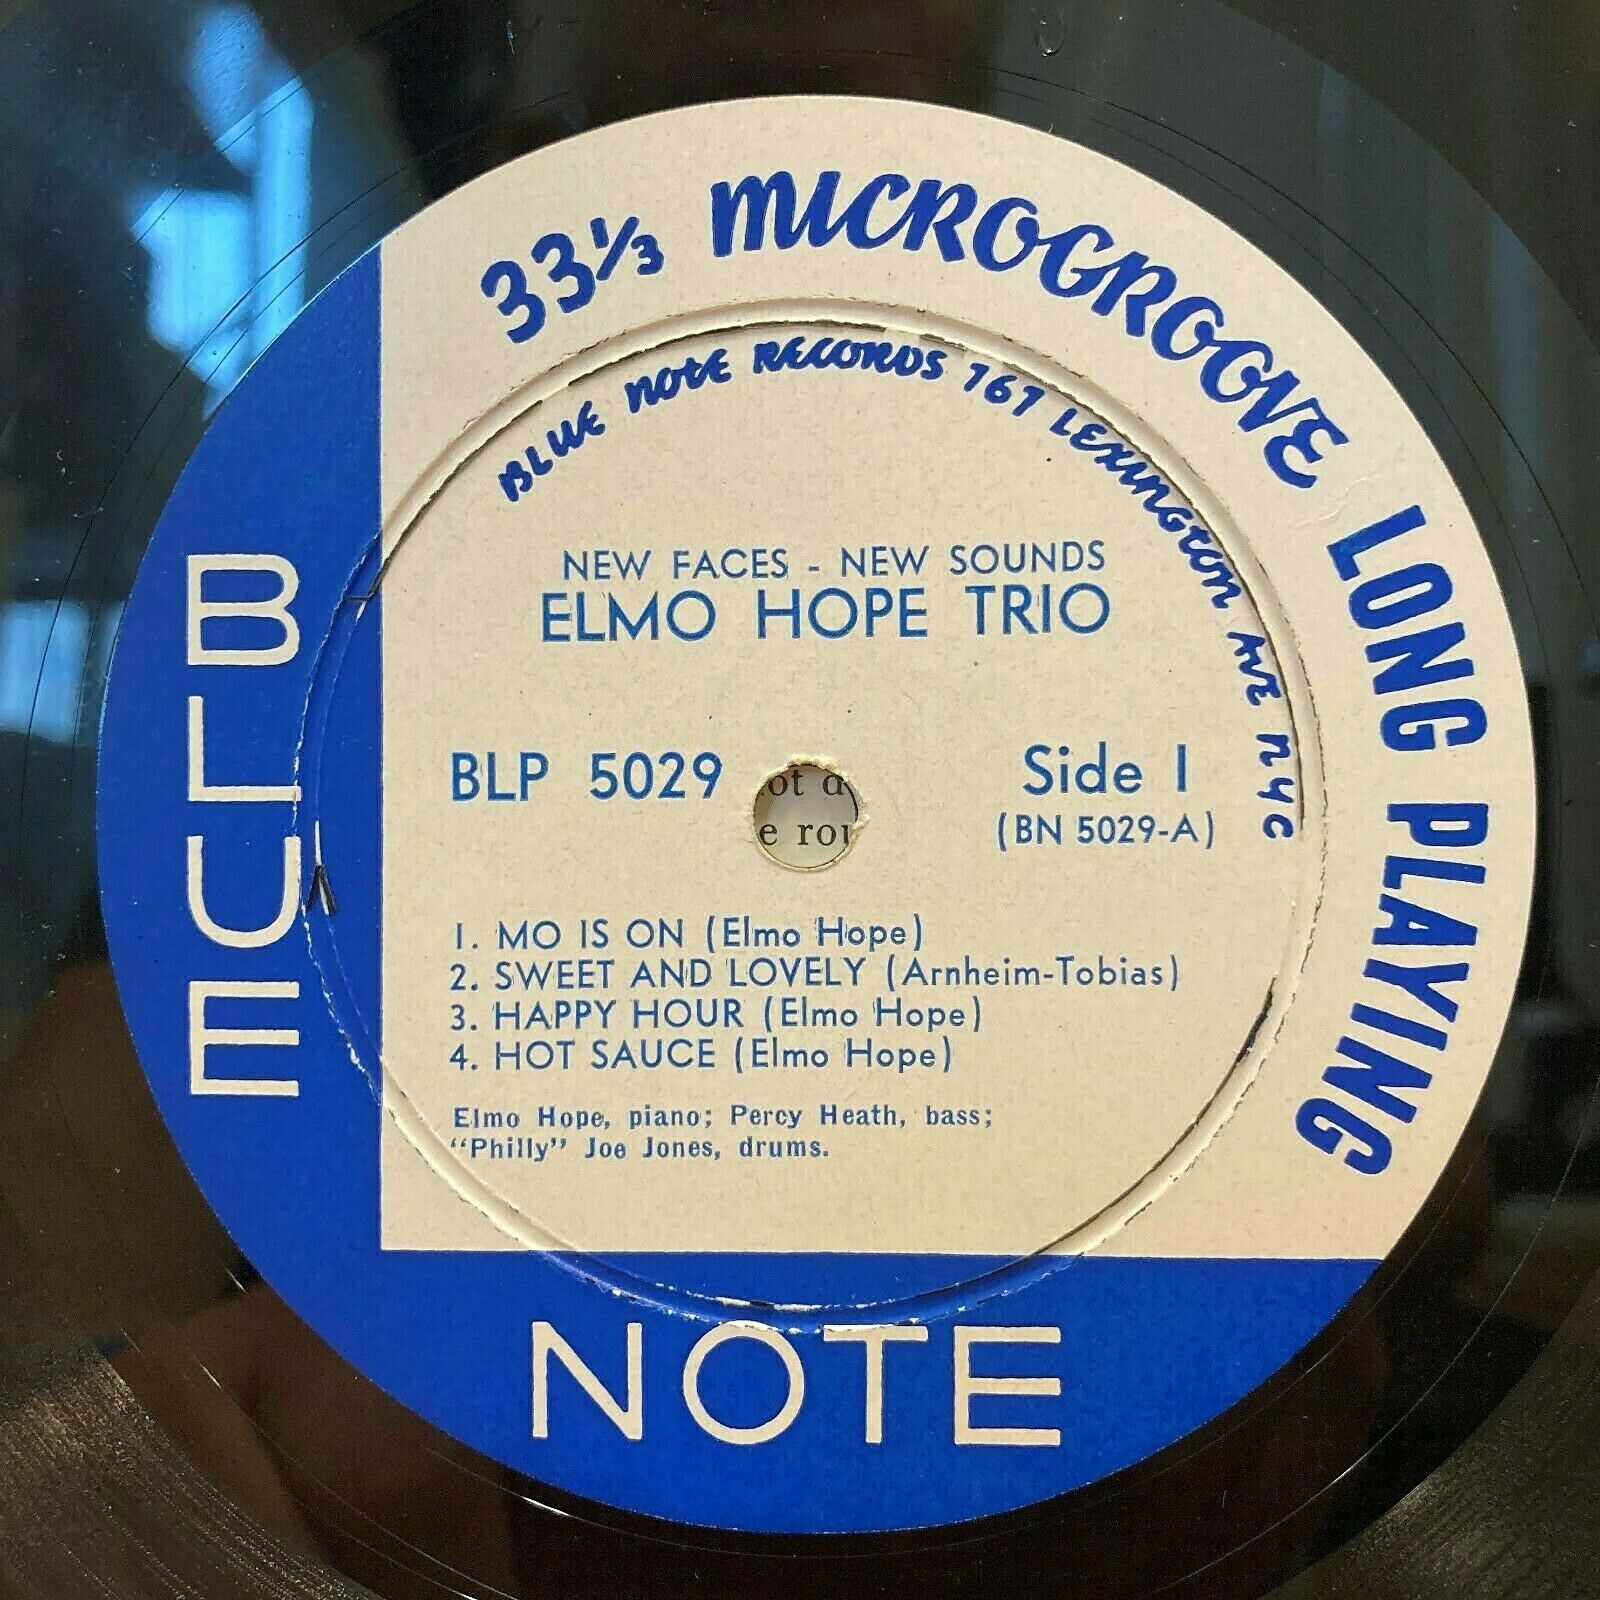 33⅓ MICROGROOVE LONG PLAYING
BLUE NOTE RECORDS 767 LEXINGTON AVE NYC
NEW FACES - NEW SOUNDS
ELMO HOPE TRIO
BLP 5029
Side 1
(BN 5029-A)
1. MO IS ON (Elmo Hope)
2. SWEET AND LOVELY (Arnheim-Tobias)
3. HAPPY HOUR (Elmo Hope)
4. HOT SAUCE (Elmo Hope)
Elmo Hope, piano; Percy Heath, bass;
“Philly” Joe Jones, drums.
BLUE
NOTE